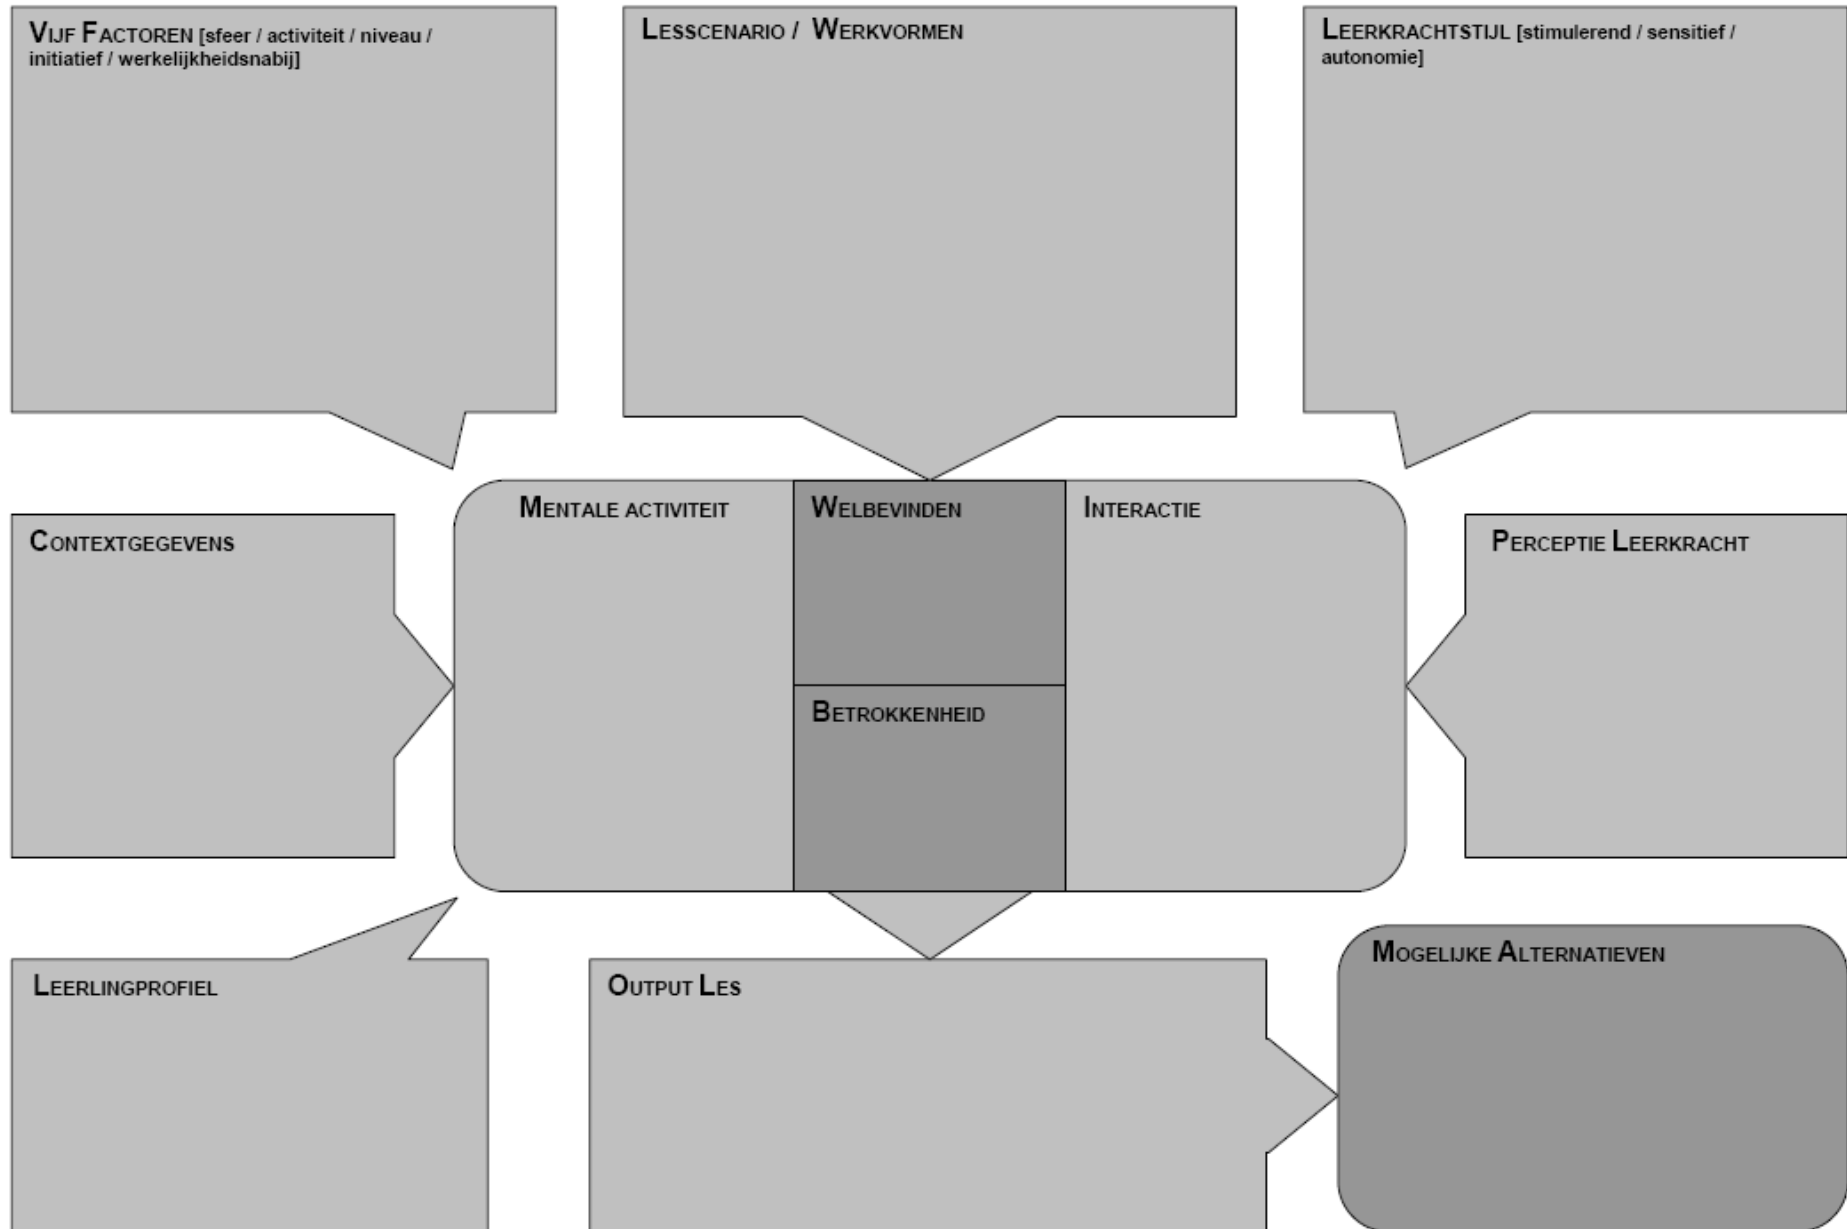 VIJF FACTOREN [sfeer / activiteit / niveau /
initiatief / werkelijkheidsnabij]
LESSCENARIO / WERKVORMEN
LEERKRACHTSTIJL [stimulerend / sensitief /
autonomie]
CONTEXTGEGEVENS
MENTALE ACTIVITEIT
WELBEVINDEN
INTERACTIE
PERCEPTIE LEERKRACHT
BETROKKENHEID
LEERLINGPROFIEL
OUTPUT LES
MOGELIJKE ALTERNATIEVEN